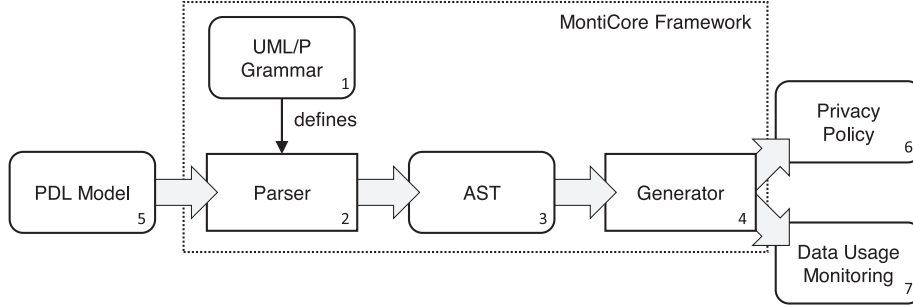 MontiCore Framework
UML/P
Grammar
1
defines
Privacy
Policy
6
PDL Model
5
Parser
2
AST
3
Generator
4
Data Usage
Monitoring
7